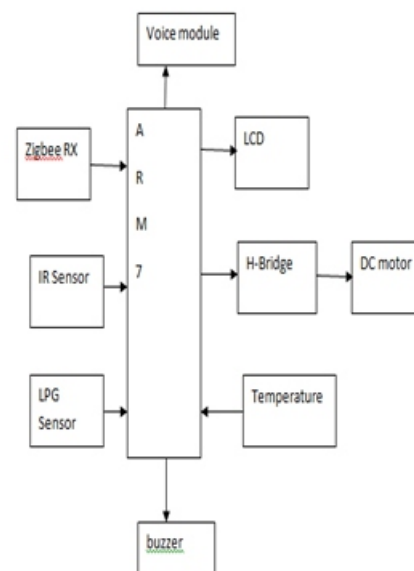 Voice module
A
R
M
7
Zigbee RX
LCD
IR Sensor
H-Bridge
DC motor
LPG
Sensor
Temperature
buzzer